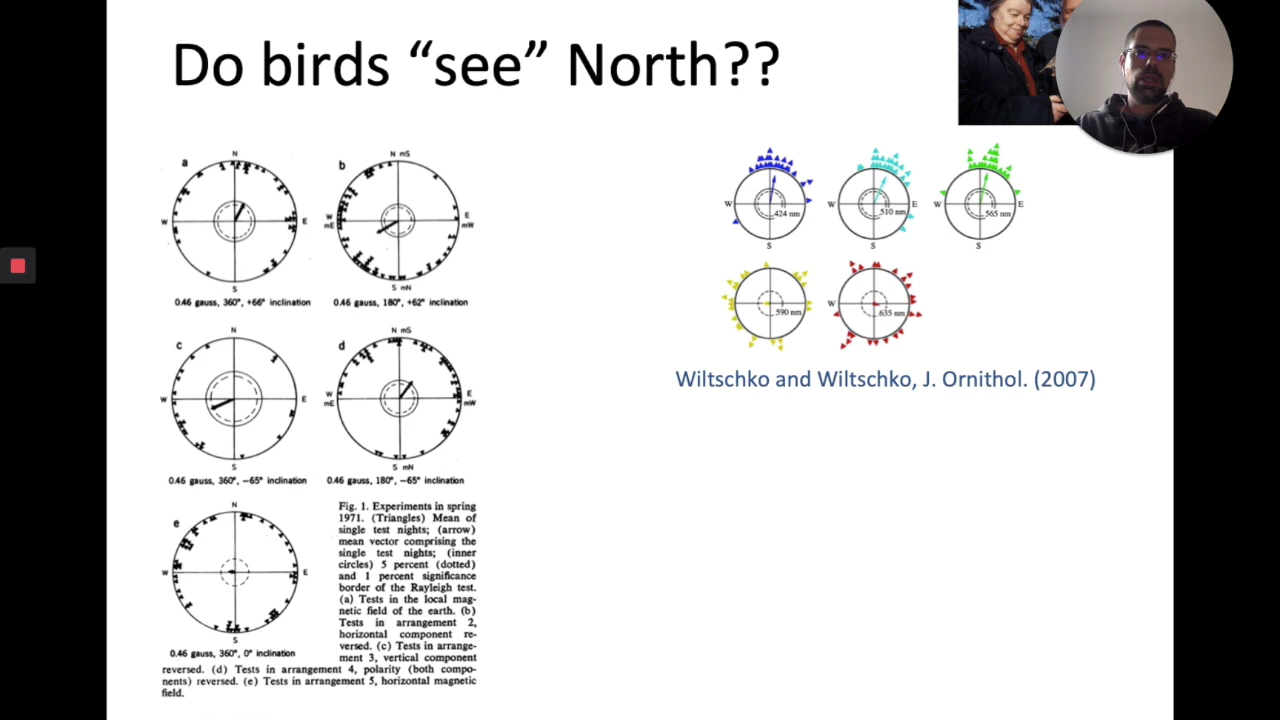 Do birds “see” North??
a
N
W
E
S
0.46 gauss, 360°, +66° inclination
b
N mS
W
mE
E
mW
S mN
0.46 gauss, 180°, +62° inclination
c
N
W
E
S
0.46 gauss, 360°, −65° inclination
d
N mS
W
mE
E
mW
S mN
0.46 gauss, 180°, −65° inclination
e
N
W
E
S
0.46 gauss, 360°, 0° inclination
Fig. 1. Experiments in spring
1971. (Triangles) Mean of
single test nights; (arrow)
mean vector comprising the
single test nights; (inner
circles) 5 percent (dotted)
and 1 percent significance
border of the Rayleigh test.
(a) Tests in the local mag-
netic field of the earth. (b)
Tests in arrangement 2,
horizontal component re-
versed. (c) Tests in arrange-
ment 3, vertical component
reversed. (d) Tests in arrangement 4, polarity (both compo-
nents) reversed. (e) Tests in arrangement 5, horizontal magnetic
field.
W
424 nm
S
W
510 nm
E
S
W
565 nm
E
S
590 nm
W
635 nm
Wiltschko and Wiltschko, J. Ornithol. (2007)